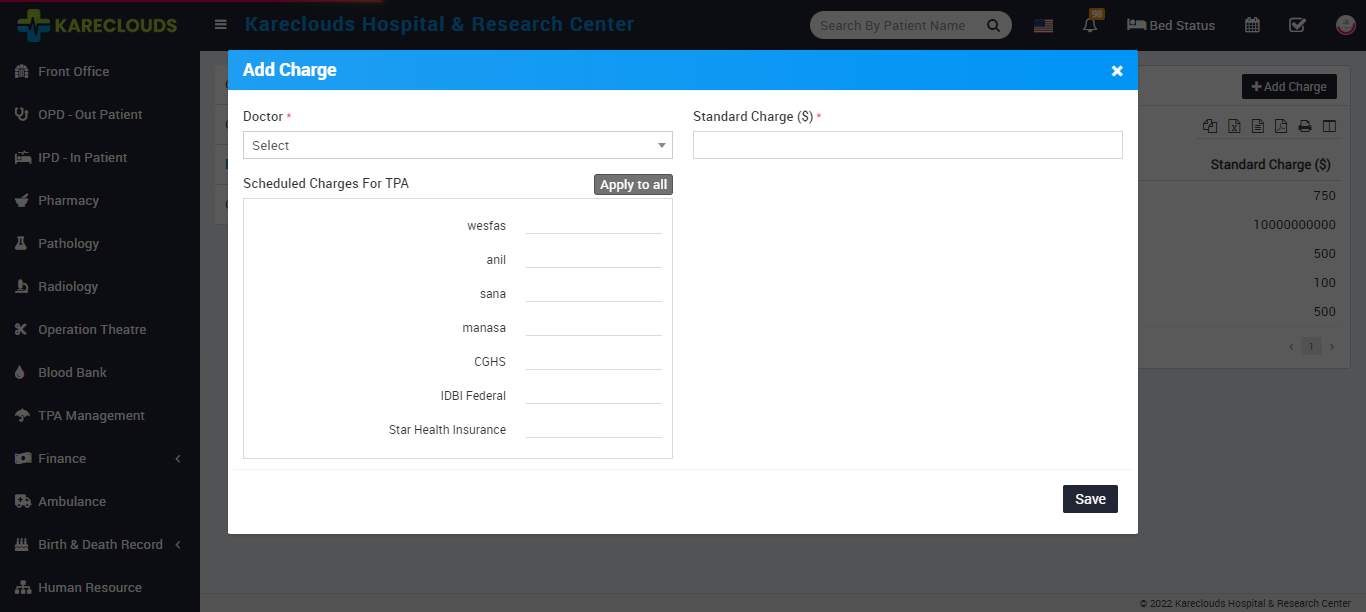 KARECLOUDS
Kareclouds Hospital & Research Center
Search By Patient Name
98
Bed Status
Front Office
OPD - Out Patient
IPD - In Patient
Pharmacy
Pathology
Radiology
Operation Theatre
Blood Bank
TPA Management
Finance
Ambulance
Birth & Death Record
Human Resource
Add Charge
×
Doctor *
Select
Standard Charge ($) *
Scheduled Charges For TPA
Apply to all
wesfas
anil
sana
manasa
CGHS
IDBI Federal
Star Health Insurance
Save
+ Add Charge
Standard Charge ($)
750
10000000000
500
100
500
‹ 1 ›
© 2022 Kareclouds Hospital & Research Center